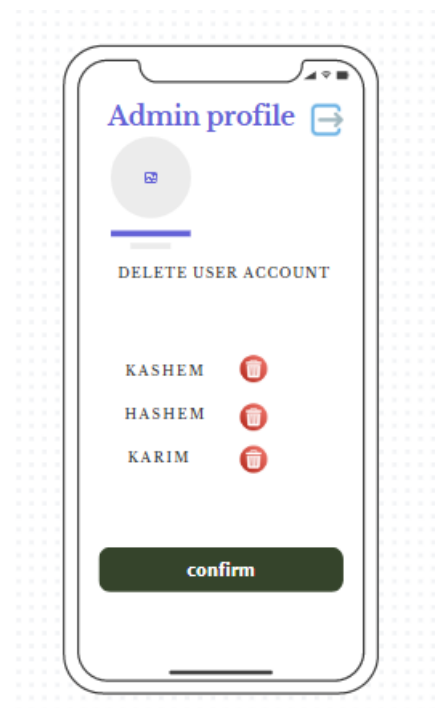 Admin profile
DELETE USER ACCOUNT
KASHEM
HASHEM
KARIM
confirm